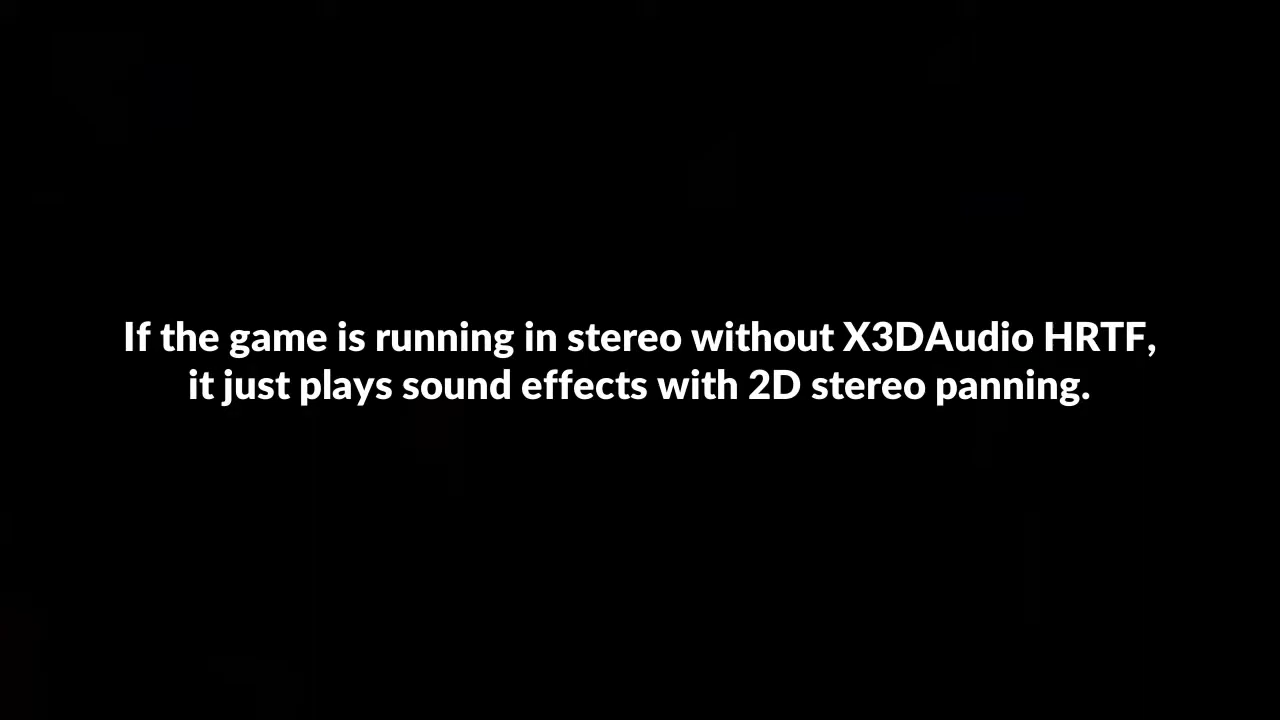 If the game is running in stereo without X3DAudio HRTF,
it just plays sound effects with 2D stereo panning.